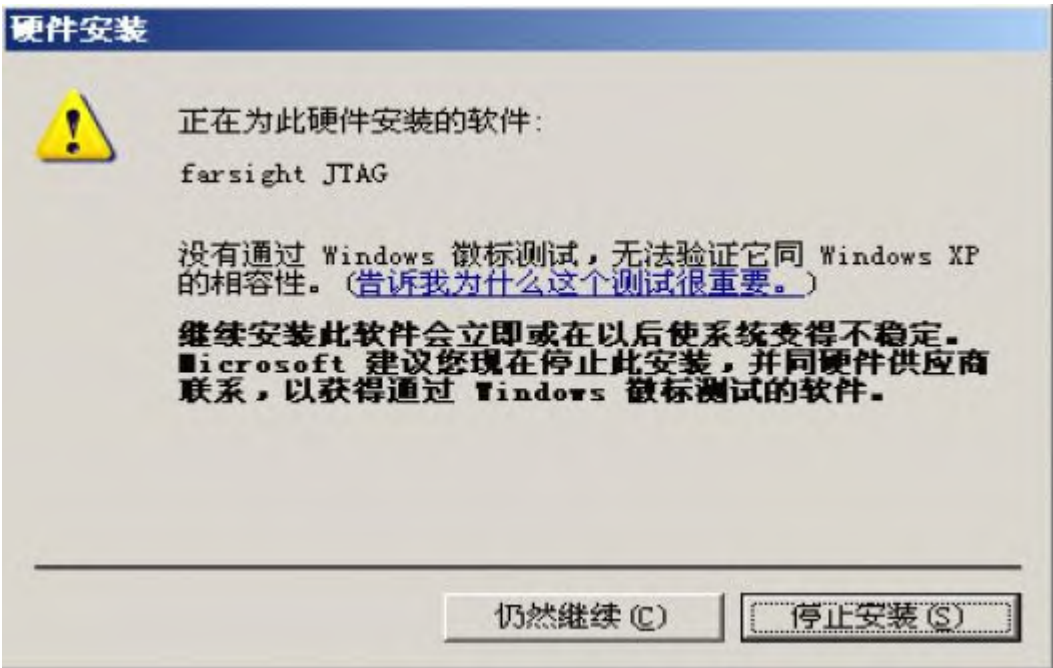 硬件安装
正在为此硬件安装的软件:
farsight JTAG
没有通过 Windows 徽标测试，无法验证它同 Windows XP
的相容性。(告诉我为什么这个测试很重要。)
继续安装此软件会立即或在以后使系统变得不稳定。
Microsoft 建议您现在停止此安装，并同硬件供应商
联系，以获得通过 Windows 徽标测试的软件。
仍然继续(C)
停止安装(S)